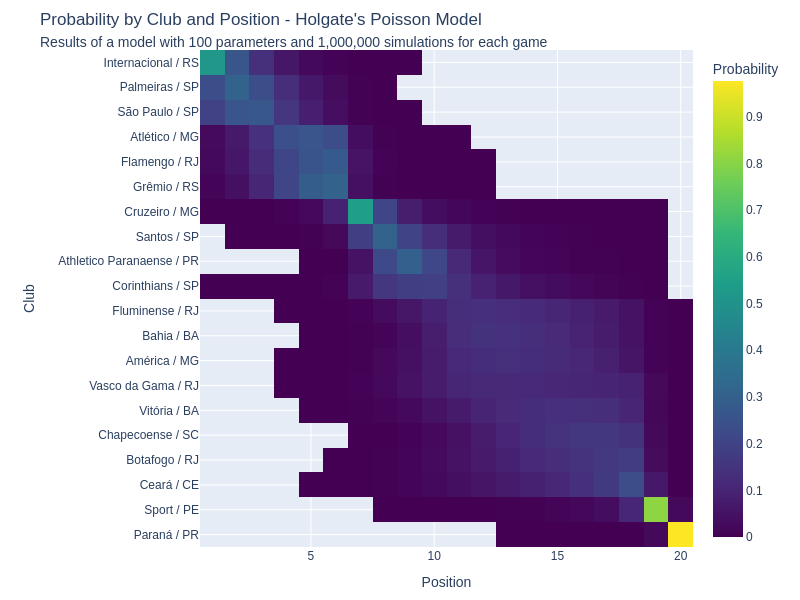 Probability by Club and Position - Holgate's Poisson Model
Results of a model with 100 parameters and 1,000,000 simulations for each game
Internacional / RS
Palmeiras / SP
São Paulo / SP
Atlético / MG
Flamengo / RJ
Grêmio / RS
Cruzeiro / MG
Santos / SP
Athletico Paranaense / PR
Corinthians / SP
Fluminense / RJ
Bahia / BA
América / MG
Vasco da Gama / RJ
Vitória / BA
Chapecoense / SC
Botafogo / RJ
Ceará / CE
Sport / PE
Paraná / PR
Club
5
10
15
20
Position
Probability
0.9
0.8
0.7
0.6
0.5
0.4
0.3
0.2
0.1
0